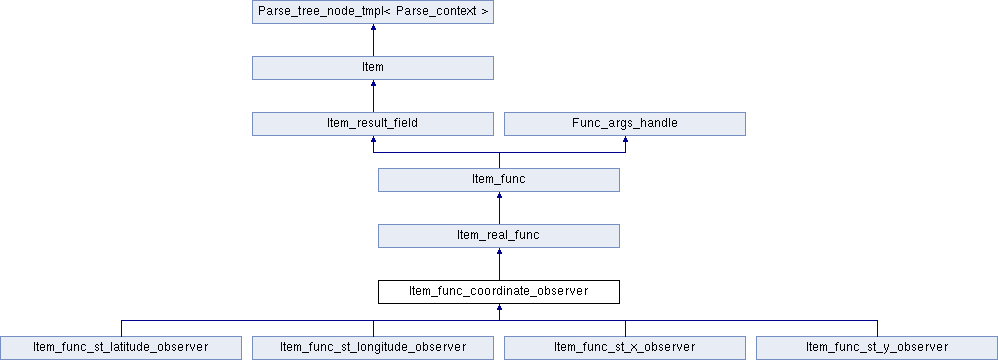 Parse_tree_node_tmpl< Parse_context >
Item
Item_result_field
Func_args_handle
Item_func
Item_real_func
Item_func_coordinate_observer
Item_func_st_latitude_observer
Item_func_st_longitude_observer
Item_func_st_x_observer
Item_func_st_y_observer